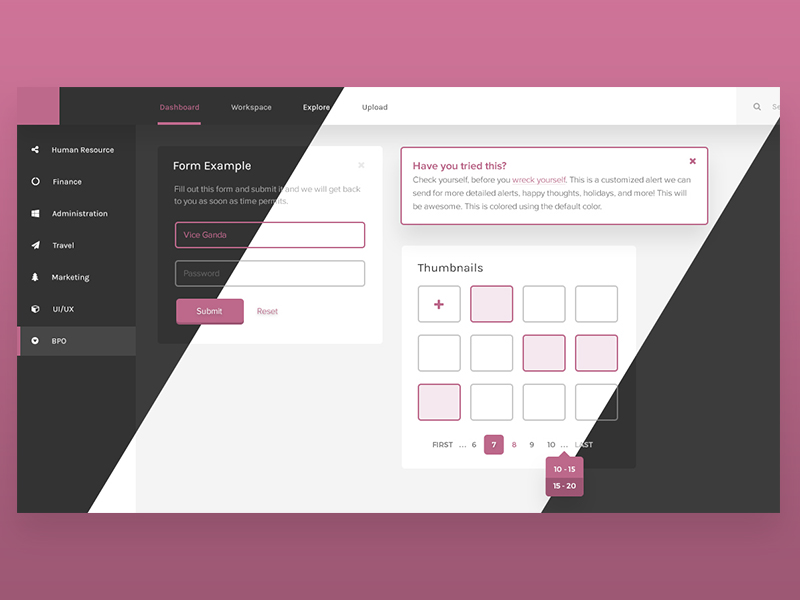 Dashboard Workspace Explore Upload Se
Human Resource
Finance
Administration
Travel
Marketing
UI/UX
BPO
Form Example
Fill out this form and submit it and we will get back
to you as soon as time permits.
Vice Ganda
Password
Submit Reset
Have you tried this?
Check yourself, before you wreck yourself. This is a customized alert we can
send for more detailed alerts, happy thoughts, holidays, and more! This will
be awesome. This is colored using the default color.
Thumbnails
FIRST ... 6 7 8 9 10 ... LAST
10 - 15
15 - 20